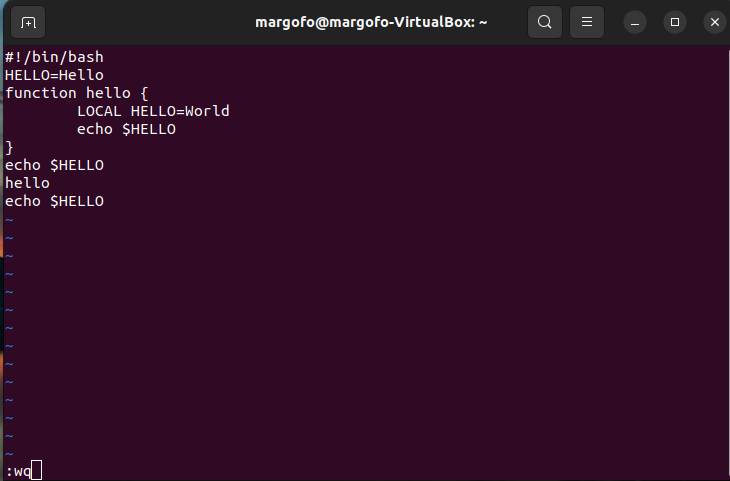 margofo@margofo-VirtualBox: ~
#!/bin/bash
HELLO=Hello
function hello {
        LOCAL HELLO=World
        echo $HELLO
}
echo $HELLO
hello
echo $HELLO
~
~
~
~
~
~
~
~
~
~
~
~
~
~
:wq